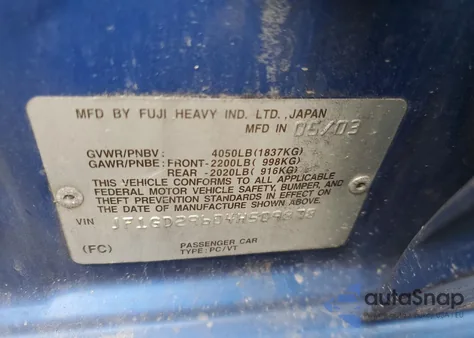 MFD BY FUJI HEAVY IND. LTD., JAPAN
MFD IN 05/03
GVWR/PNBV : 4050LB(1837KG)
GAWR/PNBE: FRONT-2200LB( 998KG)
REAR -2020LB( 916KG)
THIS VEHICLE CONFORMS TO ALL APPLICABLE
FEDERAL MOTOR VEHICLE SAFETY, BUMPER, AND
THEFT PREVENTION STANDARDS IN EFFECT ON
THE DATE OF MANUFACTURE SHOWN ABOVE.
VIN
(FC)
PASSENGER CAR
TYPE: PC/VT
autoSnap